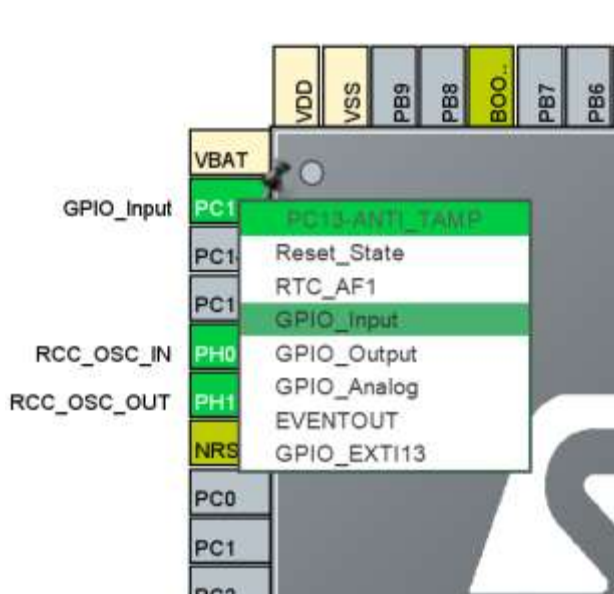 VDD
VSS
PB9
PB8
BOO..
PB7
PB6
VBAT
GPIO_Input
PC1
PC13-ANTI_TAMP
PC1
Reset_State
RTC_AF1
PC1
GPIO_Input
RCC_OSC_IN
PH0
GPIO_Output
RCC_OSC_OUT
PH1
GPIO_Analog
EVENTOUT
NRS
GPIO_EXTI13
PC0
PC1